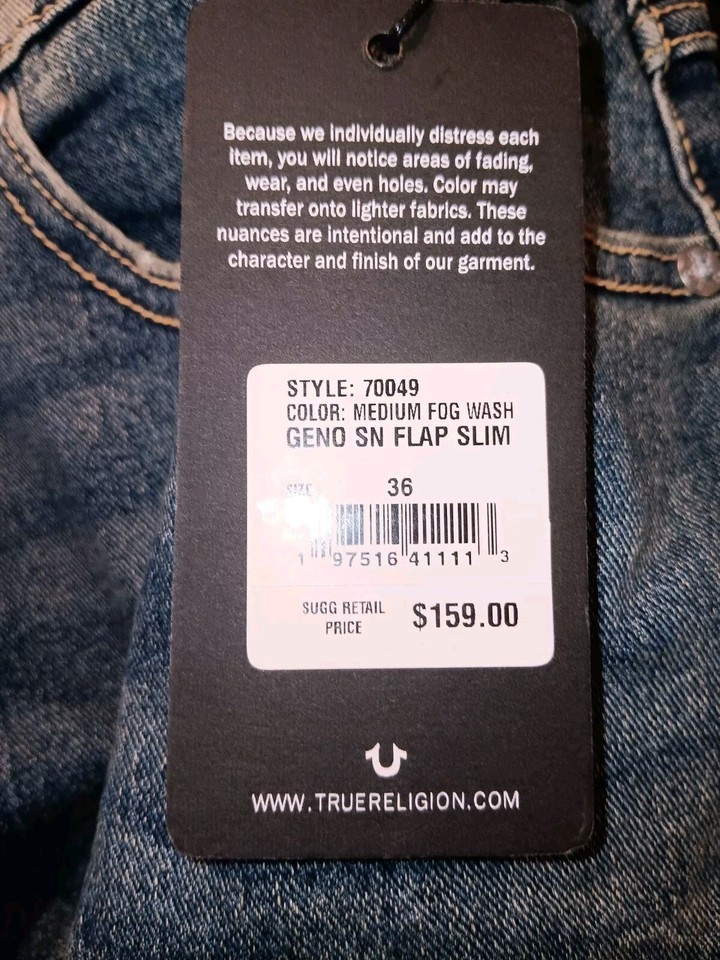 Because we individually distress each
item, you will notice areas of fading,
wear, and even holes. Color may
transfer onto lighter fabrics. These
nuances are intentional and add to the
character and finish of our garment.
STYLE: 70049
COLOR: MEDIUM FOG WASH
GENO SN FLAP SLIM
SIZE 36
1 97516 41111 3
SUGG RETAIL
PRICE $159.00
WWW.TRUERELIGION.COM